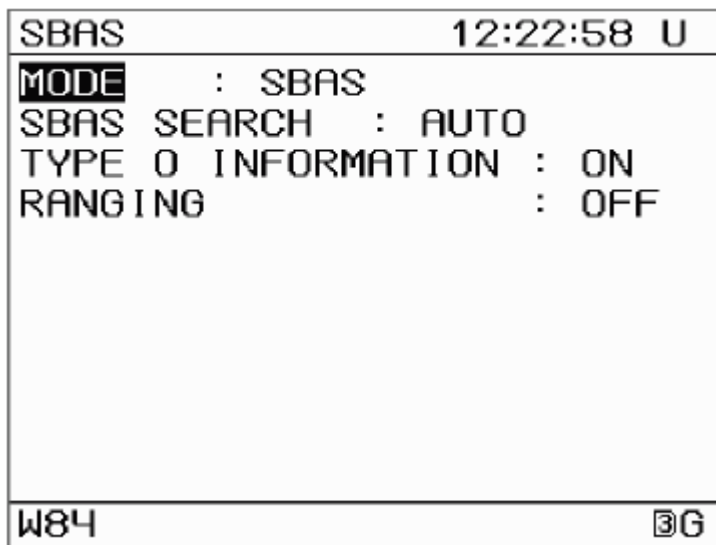 SBAS 12:22:58 U
MODE : SBAS
SBAS SEARCH : AUTO
TYPE 0 INFORMATION : ON
RANGING : OFF
W84 3G